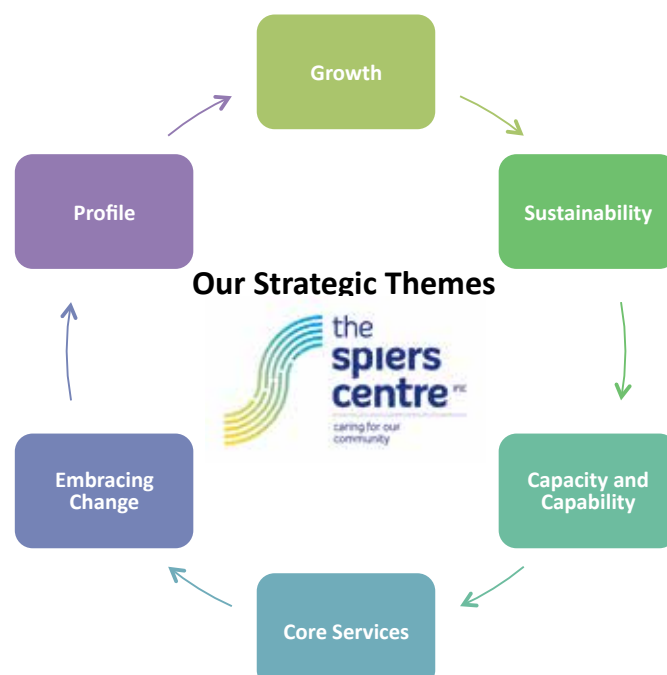 Growth
Sustainability
Capacity and
Capability
Core Services
Embracing
Change
Profile
Our Strategic Themes
the
spiers
centre
caring for our
community